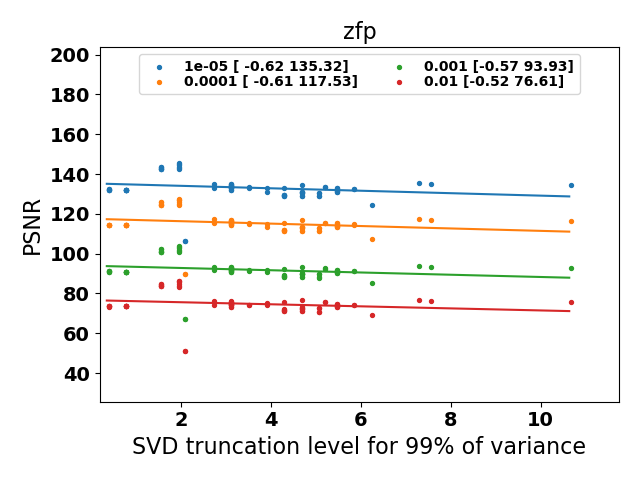 zfp
1e-05 [ -0.62 135.32]
0.0001 [ -0.61 117.53]
0.001 [-0.57 93.93]
0.01 [-0.52 76.61]
200
180
160
140
120
100
80
60
40
PSNR
2 4 6 8 10
SVD truncation level for 99% of variance